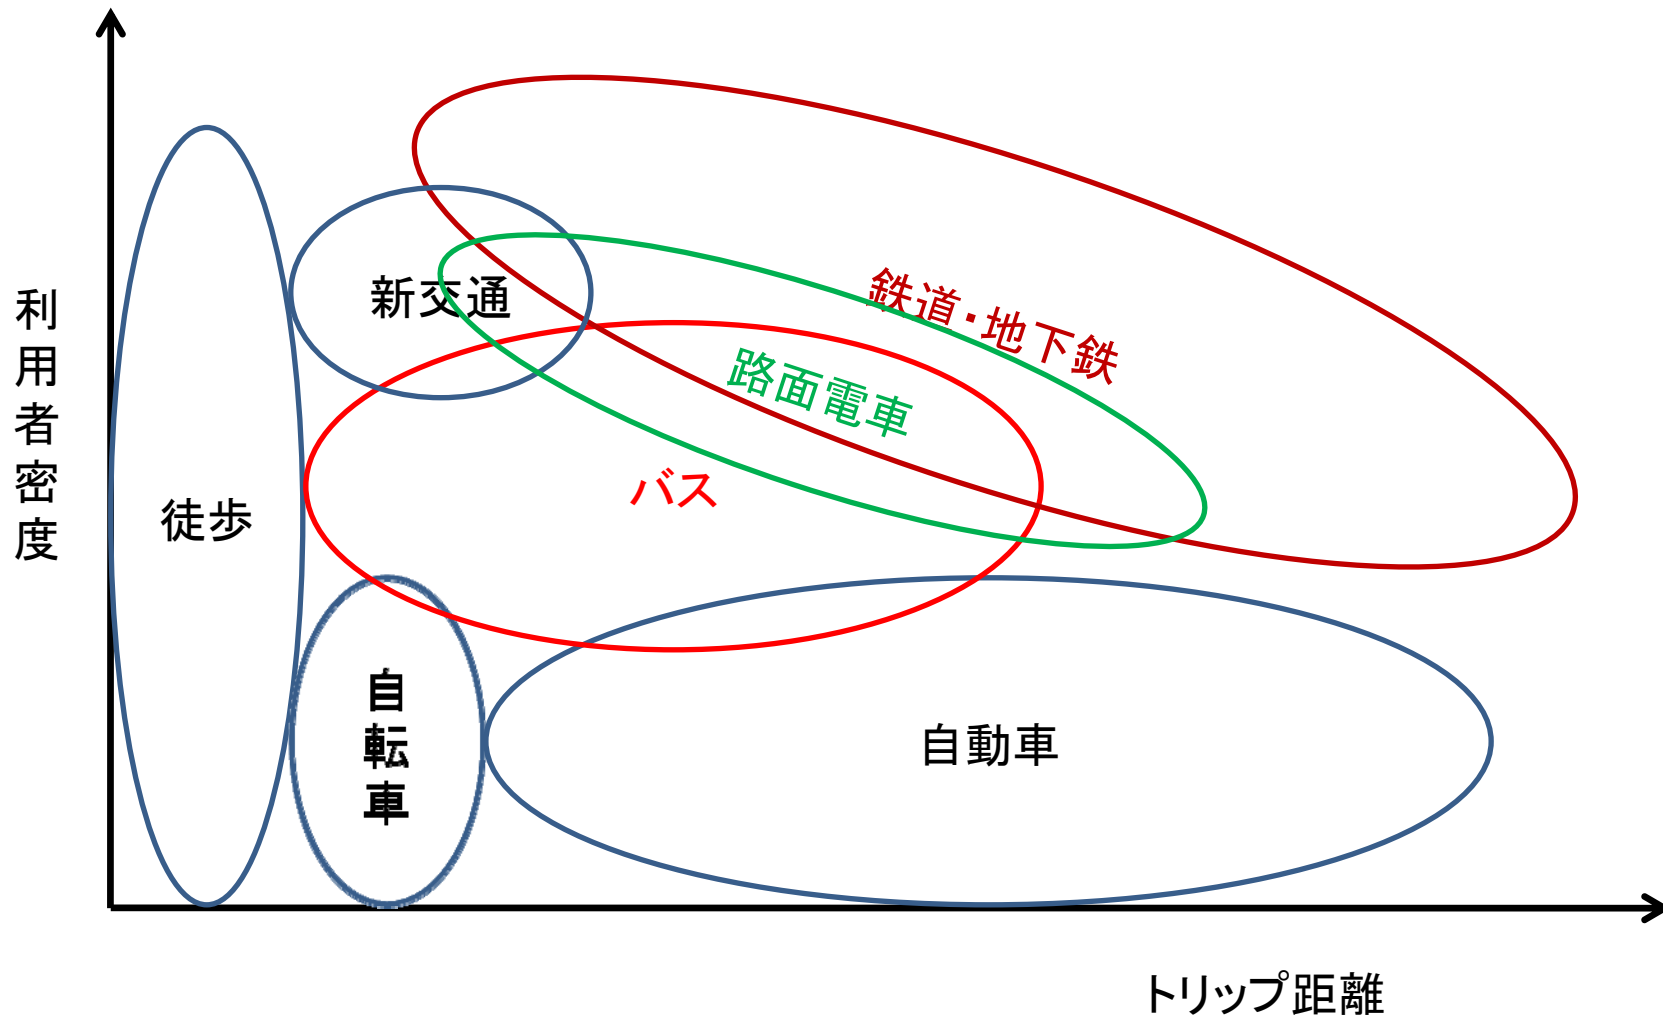 利用者密度
新交通
鉄道・地下鉄
路面電車
バス
徒歩
自転車
自動車
トリップ距離